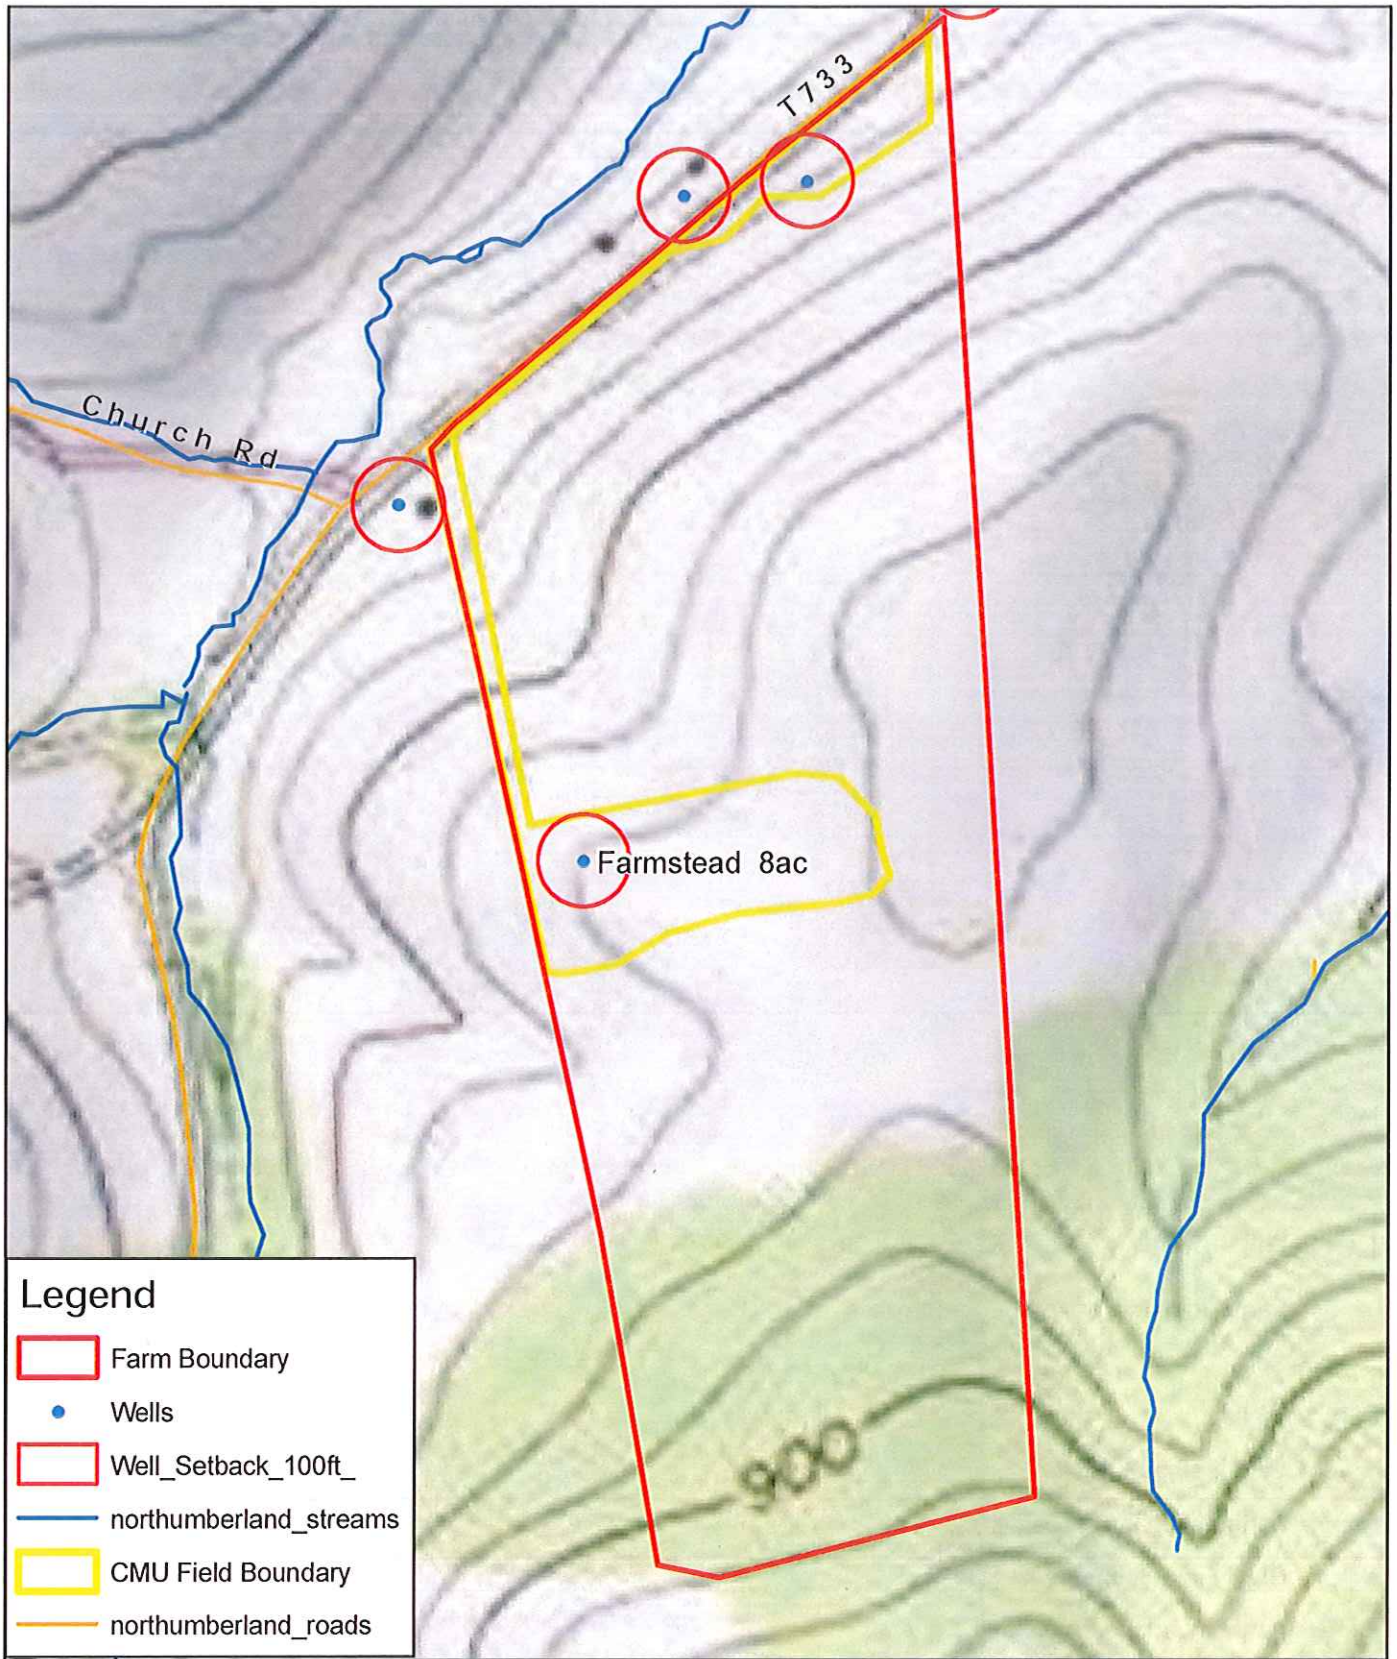 T733
Church Rd
Farmstead 8ac
900
Legend
Farm Boundary
Wells
Well_Setback_100ft_
northumberland_streams
CMU Field Boundary
northumberland_roads